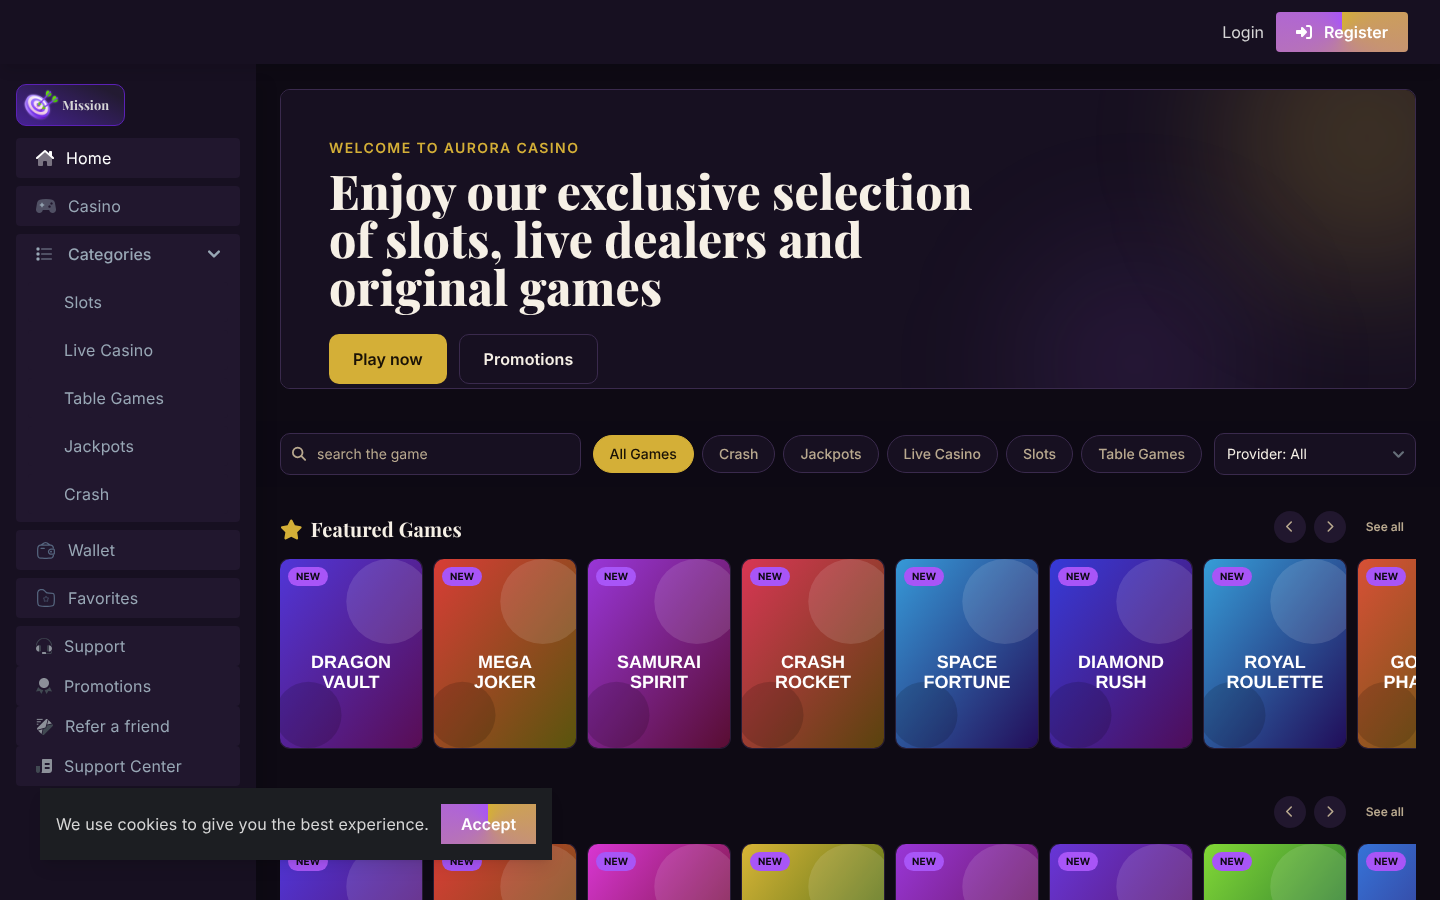 Login
Register
Mission
Home
Casino
Categories
Slots
Live Casino
Table Games
Jackpots
Crash
Wallet
Favorites
Support
Promotions
Refer a friend
Support Center
WELCOME TO AURORA CASINO
Enjoy our exclusive selection
of slots, live dealers and
original games
Play now
Promotions
search the game
All Games
Crash
Jackpots
Live Casino
Slots
Table Games
Provider: All
Featured Games
See all
NEW
DRAGON
VAULT
NEW
MEGA
JOKER
NEW
SAMURAI
SPIRIT
NEW
CRASH
ROCKET
NEW
SPACE
FORTUNE
NEW
DIAMOND
RUSH
NEW
ROYAL
ROULETTE
NEW
See all
NEW
NEW
NEW
NEW
NEW
NEW
NEW
NEW
We use cookies to give you the best experience.
Accept